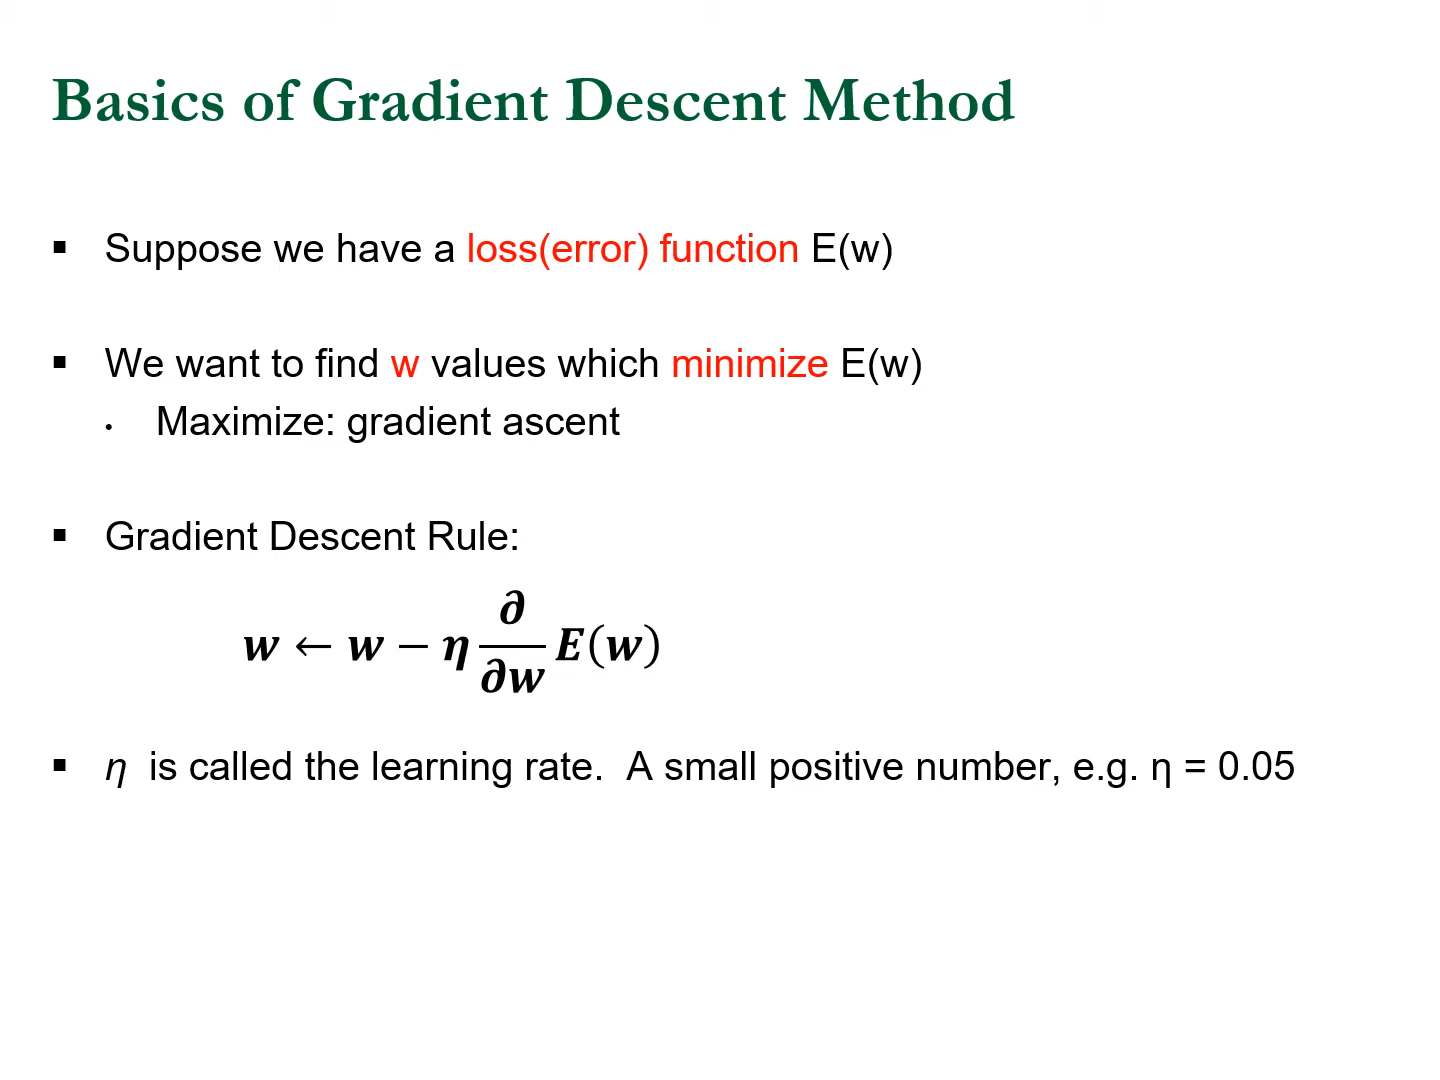 Basics of Gradient Descent Method
▪ Suppose we have a loss(error) function E(w)
▪ We want to find w values which minimize E(w)
• Maximize: gradient ascent
▪ Gradient Descent Rule:
w ← w − η ∂/∂w E(w)
▪ η is called the learning rate. A small positive number, e.g. η = 0.05